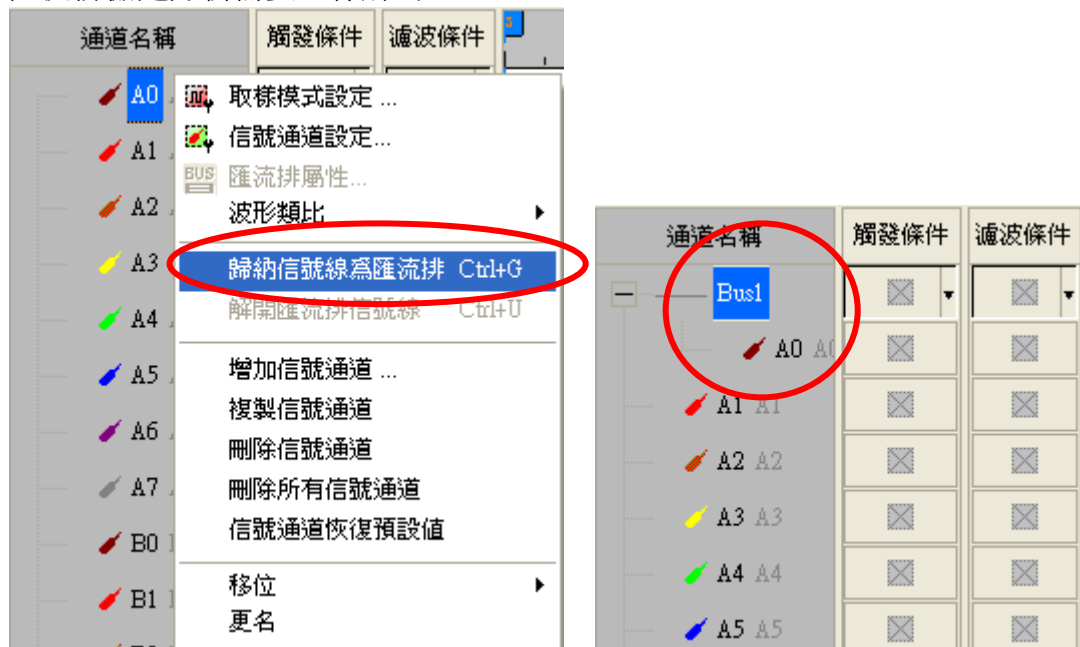 通道名稱 觸發條件 濾波條件
A0
A1
A2
A3
A4
A5
A6
A7
B0
B1
取樣模式設定 ...
信號通道設定...
BUS 匯流排屬性...
波形類比
歸納信號線為匯流排 Ctrl+G
解開匯流排信號線 Ctrl+U
增加信號通道 ...
複製信號通道
刪除信號通道
刪除所有信號通道
信號通道恢復預設值
移位
更名
通道名稱 觸發條件 濾波條件
Bus1
A0 A0
A1 A1
A2 A2
A3 A3
A4 A4
A5 A5